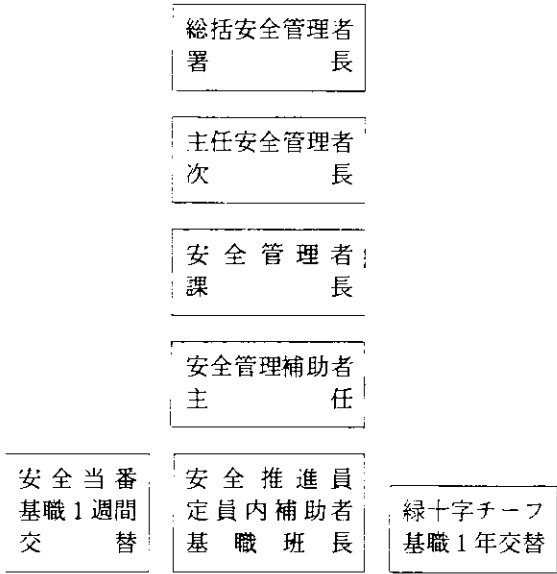 総括安全管理者
署長
主任安全管理者
次長
安全管理者
課長
安全管理補助者
主任
安全当番
基職1週間
交替
安全推進員
定員内補助者
基職班長
緑十字チーフ
基職1年交替